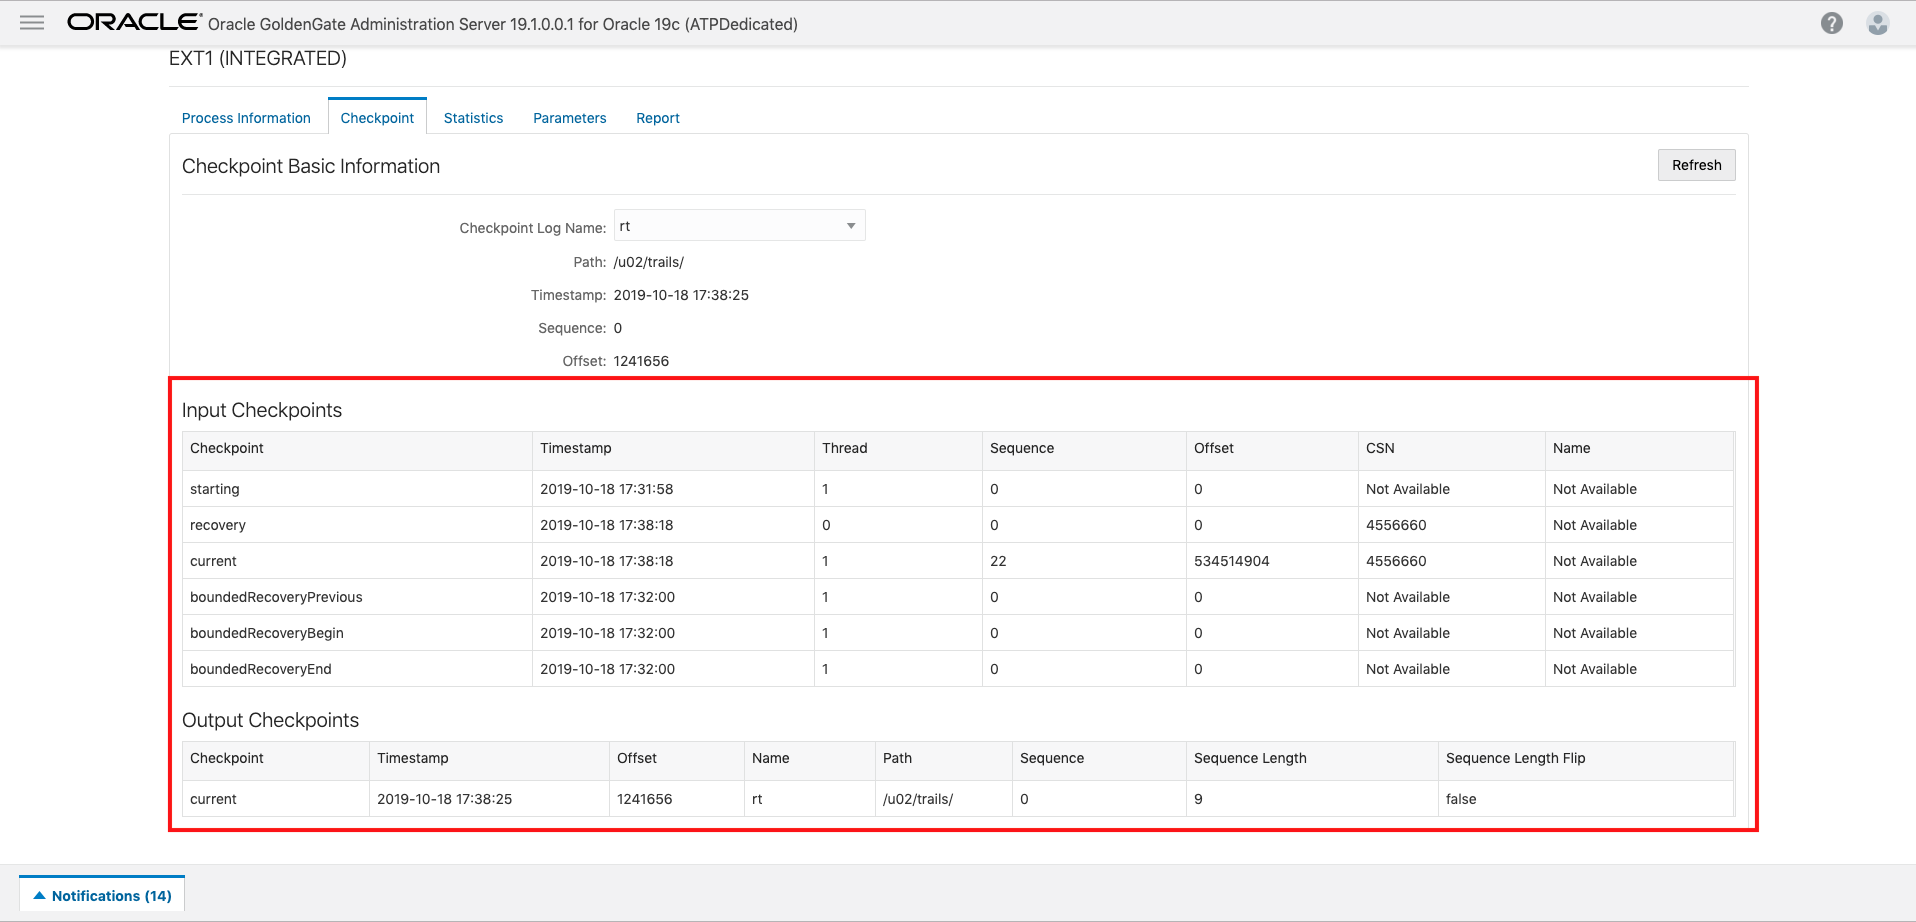 ORACLE® Oracle GoldenGate Administration Server 19.1.0.0.1 for Oracle 19c (ATPDedicated)
EXT1 (INTEGRATED)
Process Information Checkpoint Statistics Parameters Report
Checkpoint Basic Information Refresh
Checkpoint Log Name: rt
Path: /u02/trails/
Timestamp: 2019-10-18 17:38:25
Sequence: 0
Offset: 1241656
Input Checkpoints
Checkpoint Timestamp Thread Sequence Offset CSN Name
starting 2019-10-18 17:31:58 1 0 0 Not Available Not Available
recovery 2019-10-18 17:38:18 0 0 0 4556660 Not Available
current 2019-10-18 17:38:18 1 22 534514904 4556660 Not Available
boundedRecoveryPrevious 2019-10-18 17:32:00 1 0 0 Not Available Not Available
boundedRecoveryBegin 2019-10-18 17:32:00 1 0 0 Not Available Not Available
boundedRecoveryEnd 2019-10-18 17:32:00 1 0 0 Not Available Not Available
Output Checkpoints
Checkpoint Timestamp Offset Name Path Sequence Sequence Length Sequence Length Flip
current 2019-10-18 17:38:25 1241656 rt /u02/trails/ 0 9 false
Notifications (14)